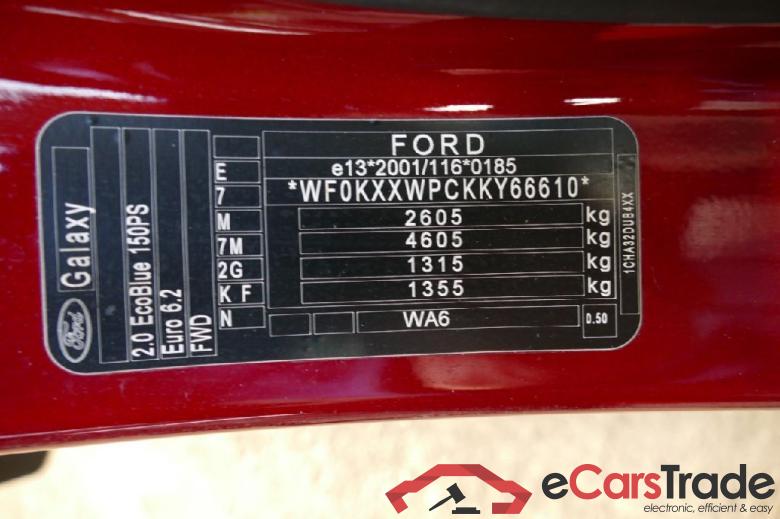 FORD
e13*2001/116*0185
*WF0KXXWPCKKY66610*
2605 kg
4605 kg
1315 kg
1355 kg
WA6 0.50
E
7
M
7M
2G
K F
N
Ford Galaxy
2.0 EcoBlue 150PS
Euro 6.2
FWD
1CHA32DUB4XX
eCarsTrade
electronic, efficient & easy